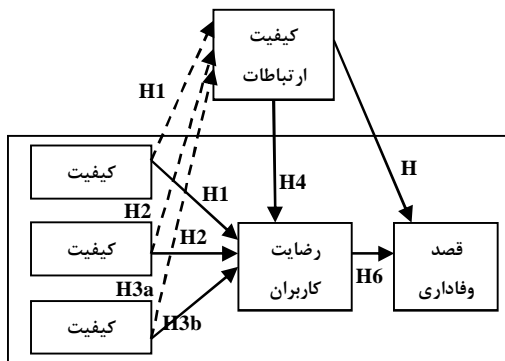 کیفیت
ارتباطات
H1
H
کیفیت
H1
H4
H2
کیفیت
H2
رضایت
کاربران
H6
قصد
وفاداری
H3a
کیفیت
H3b